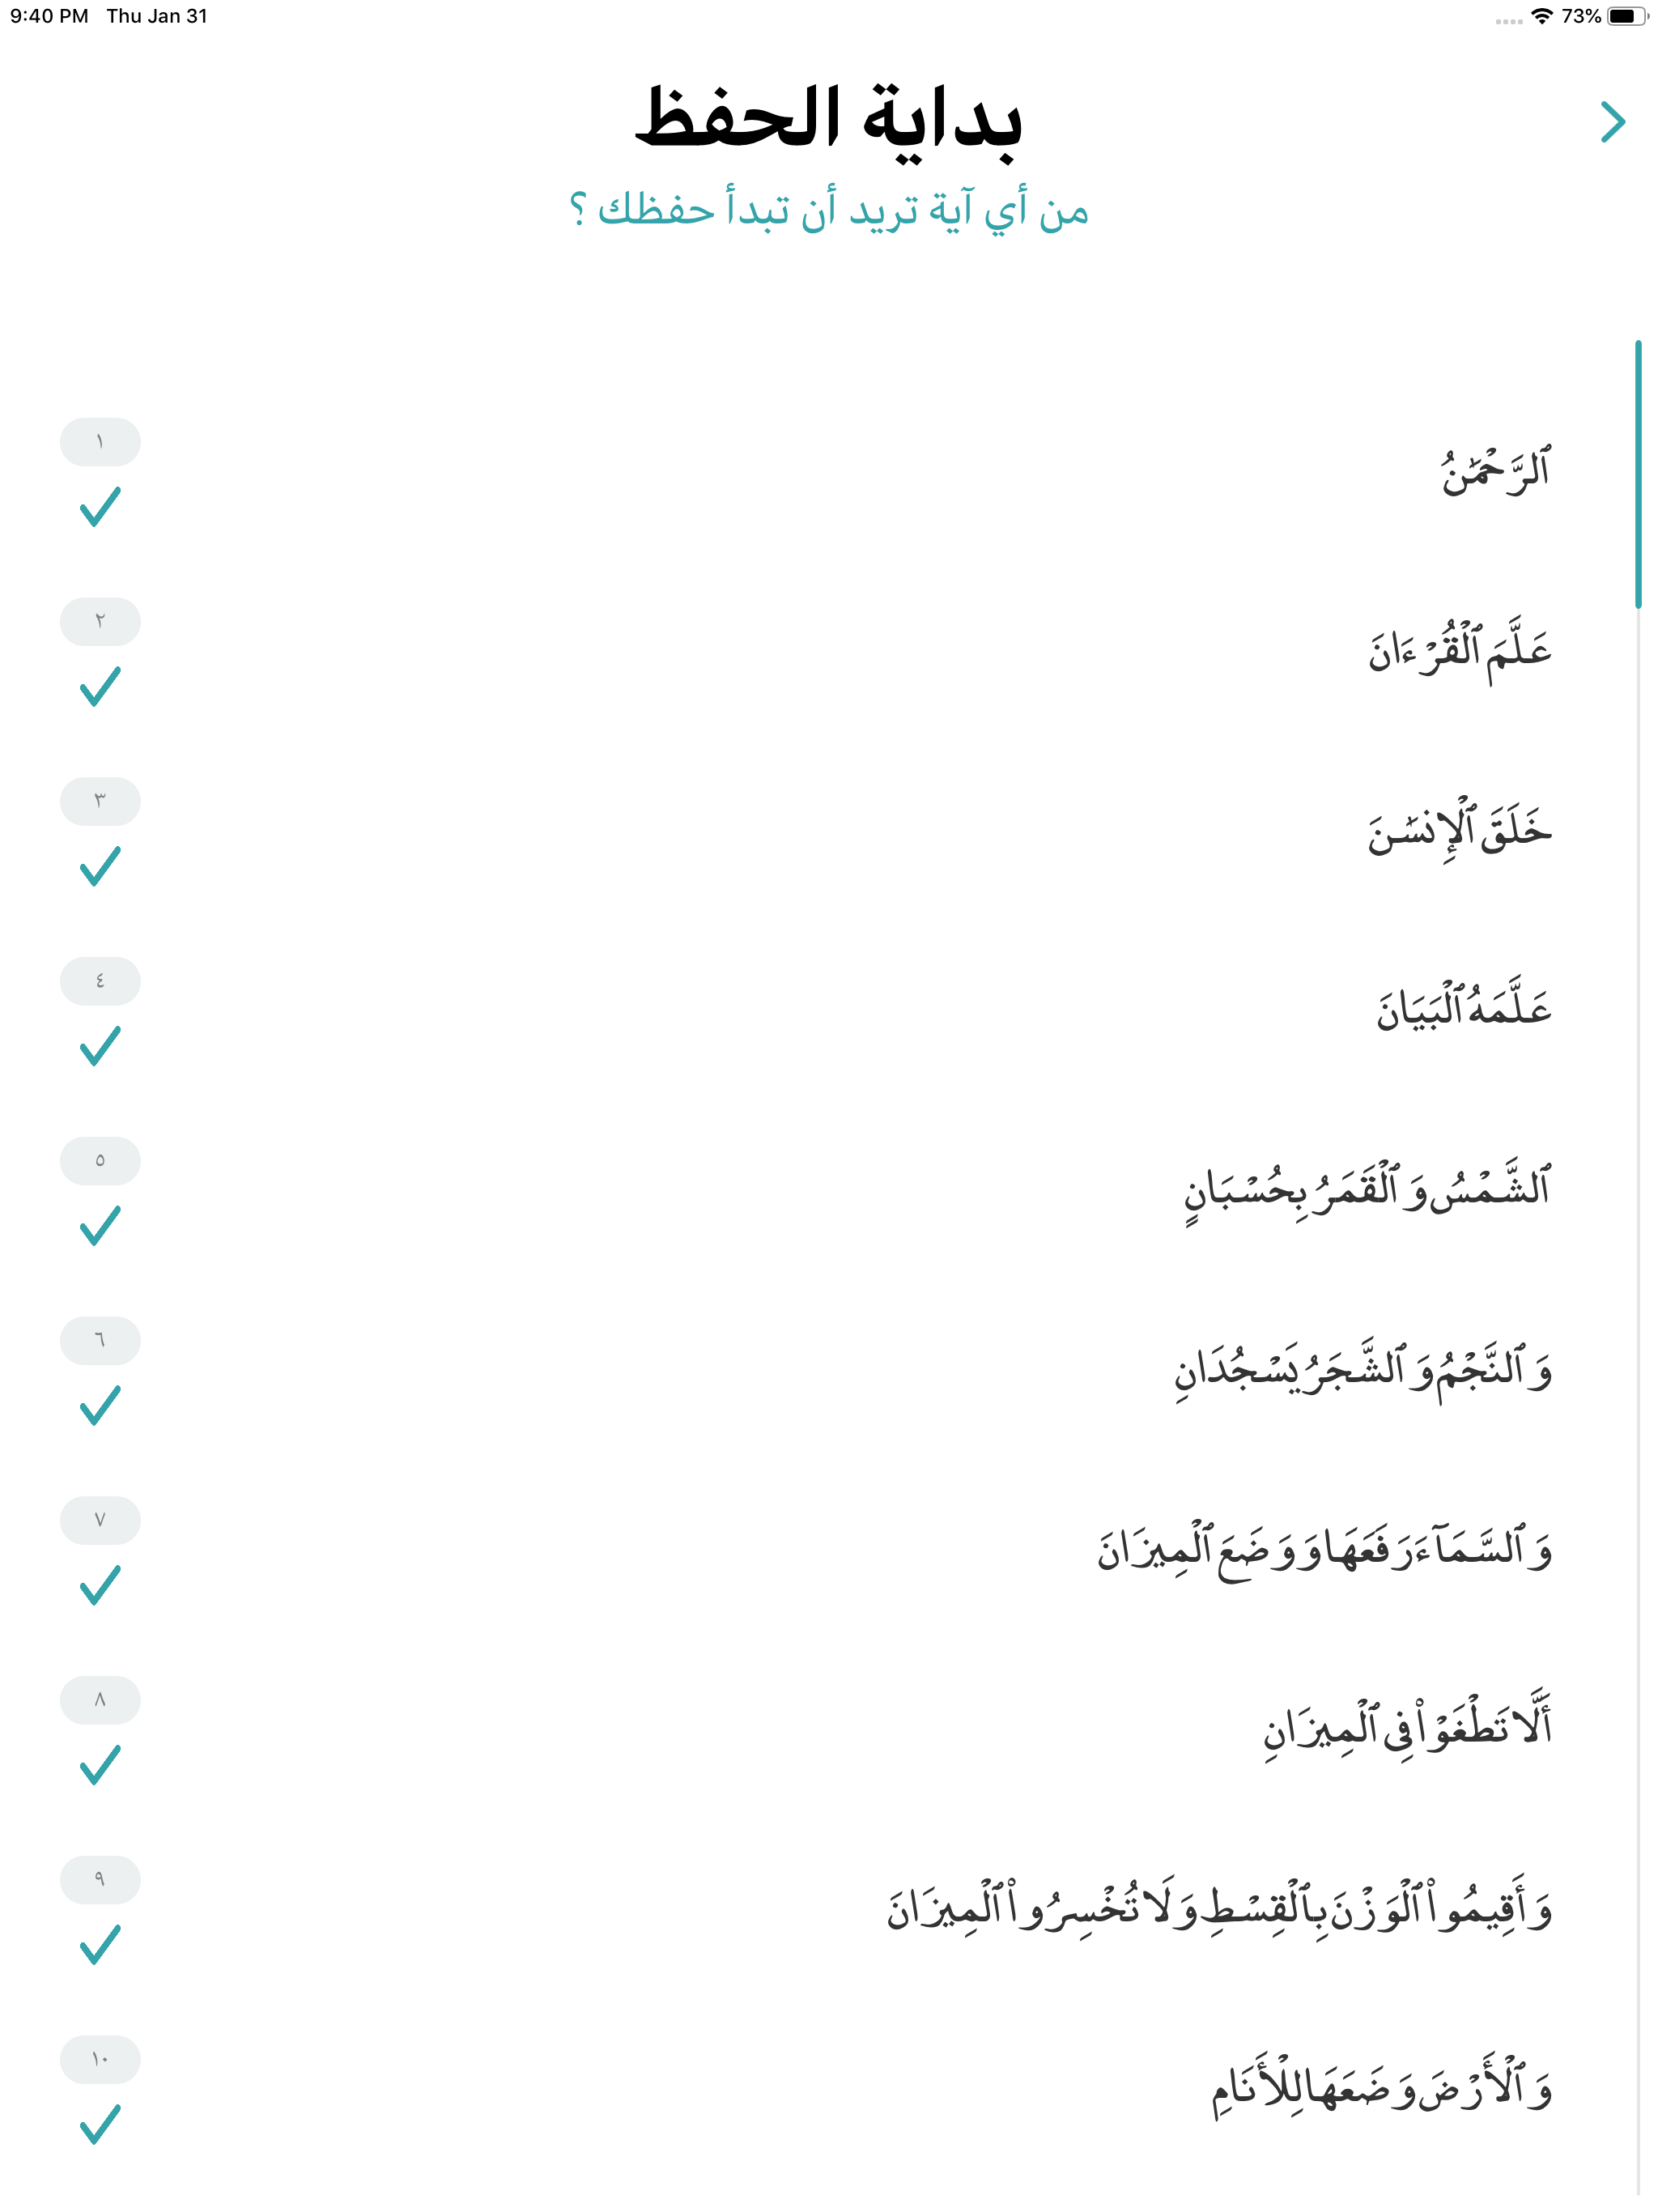 9:40 PM Thu Jan 31 73%
بداية الحفظ
من أي آية تريد أن تبدأ حفظك ؟
١
ٱلرَّحْمَٰنُ
٢
عَلَّمَ ٱلْقُرْءَانَ
٣
خَلَقَ ٱلْإِنسَٰنَ
٤
عَلَّمَهُ ٱلْبَيَانَ
٥
ٱلشَّمْسُ وَٱلْقَمَرُ بِحُسْبَانٍ
٦
وَٱلنَّجْمُ وَٱلشَّجَرُ يَسْجُدَانِ
٧
وَٱلسَّمَآءَ رَفَعَهَا وَوَضَعَ ٱلْمِيزَانَ
٨
أَلَّا تَطْغَوْا۟ فِى ٱلْمِيزَانِ
٩
وَأَقِيمُوا۟ ٱلْوَزْنَ بِٱلْقِسْطِ وَلَا تُخْسِرُوا۟ ٱلْمِيزَانَ
١٠
وَٱلْأَرْضَ وَضَعَهَا لِلْأَنَامِ